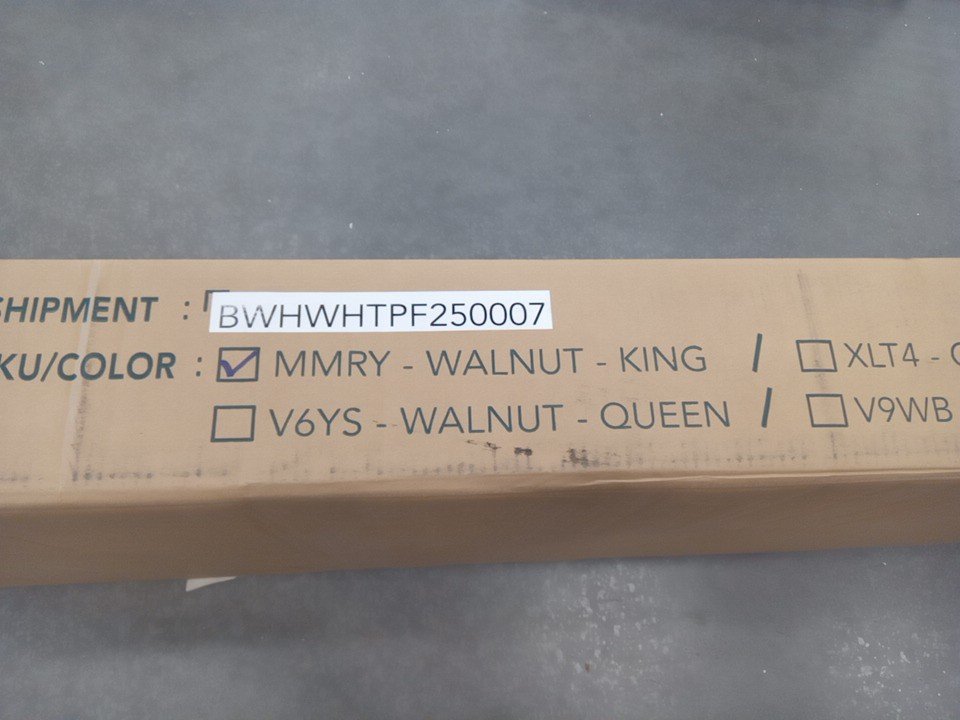 SHIPMENT : BWHWHTPF250007
KU/COLOR : ☑ MMRY - WALNUT - KING / ☐ XLT4 -
☐ V6YS - WALNUT - QUEEN / ☐ V9WB